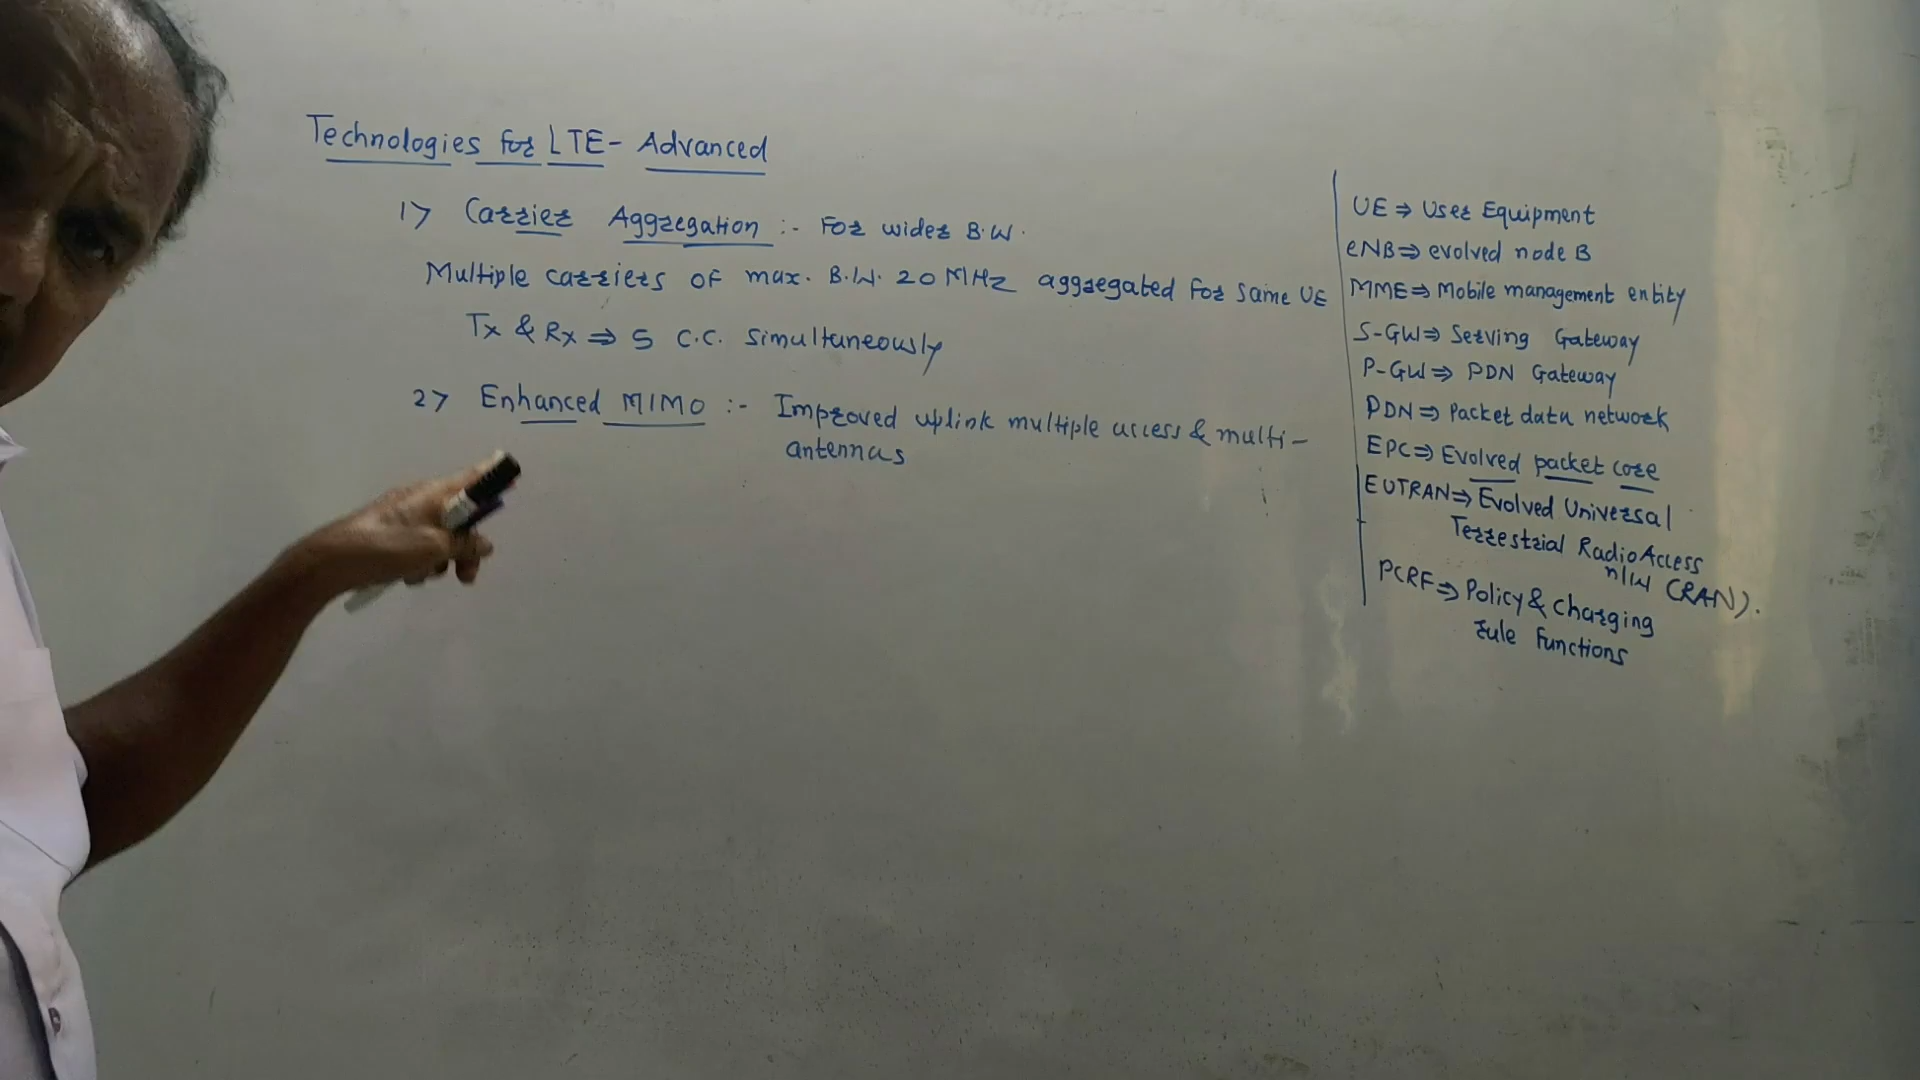 Technologies for LTE- Advanced
1) Carrier Aggregation :- For wider B.W.
Multiple carriers of max. B.W. 20 MHz aggregated for same UE
Tx & Rx ⇒ 5 C.C. simultaneously
2) Enhanced MIMO :- Improved uplink multiple access & multi-
antennas
UE ⇒ User Equipment
eNB ⇒ evolved node B
MME ⇒ Mobile management entity
S-GW ⇒ Serving Gateway
P-GW ⇒ PDN Gateway
PDN ⇒ Packet data network
EPC ⇒ Evolved packet core
EUTRAN ⇒ Evolved Universal
Terrestrial Radio Access
n/w (RAN).
PCRF ⇒ Policy & charging
rule functions